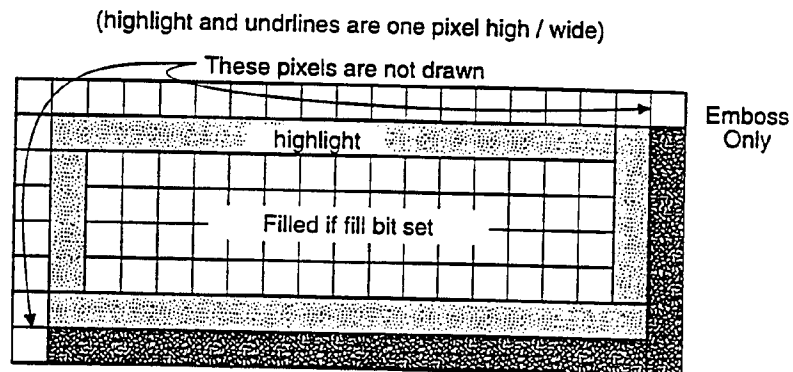 (highlight and undrlines are one pixel high / wide)
These pixels are not drawn
Emboss
Only
highlight
Filled if fill bit set